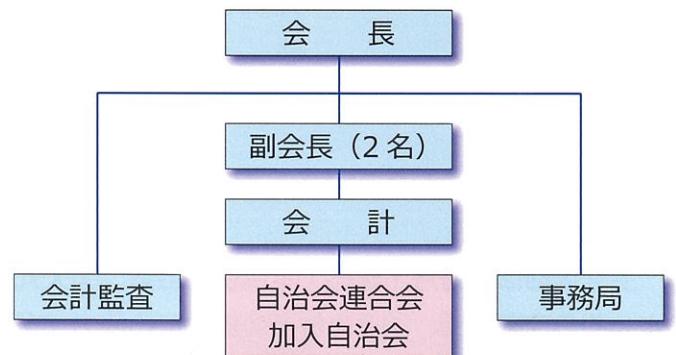 会　長
副会長（2名）
会　計
会計監査
自治会連合会
加入自治会
事務局